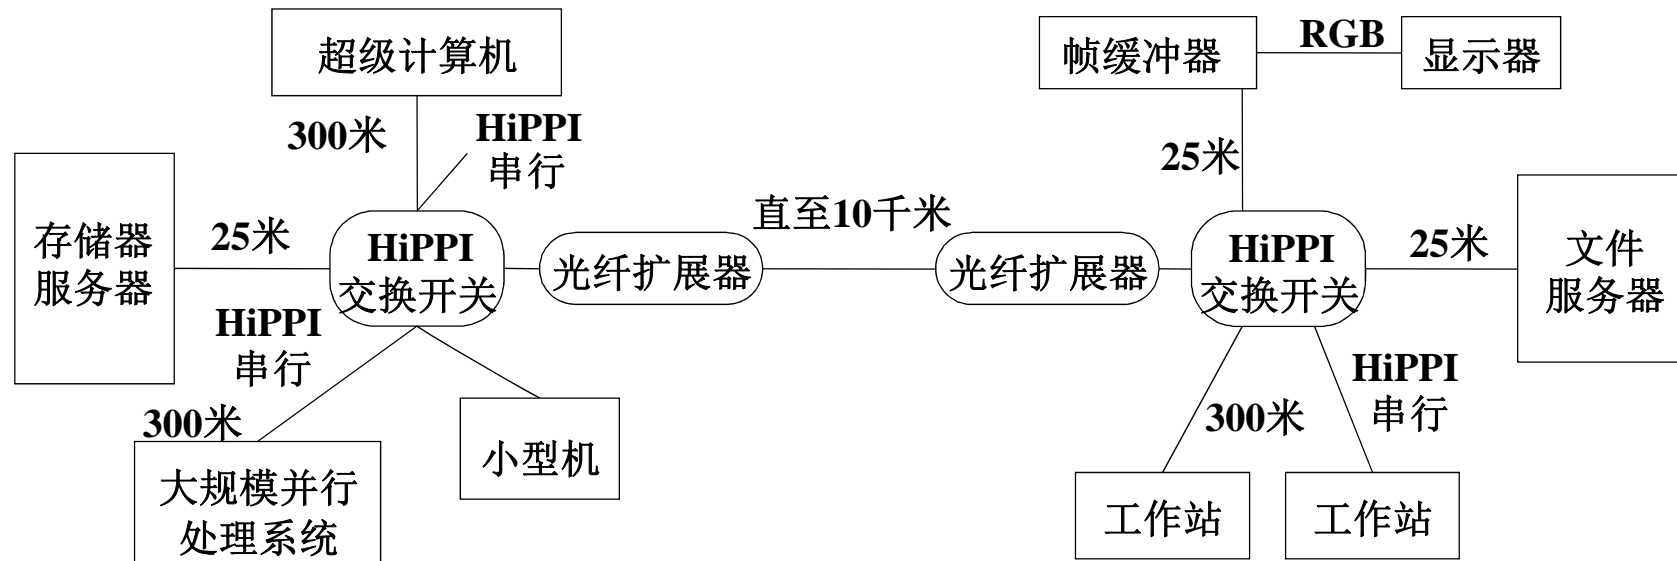 超级计算机
帧缓冲器
RGB
显示器
300米
HiPPI
串行
25米
存储器
服务器
25米
HiPPI
交换开关
光纤扩展器
直至10千米
光纤扩展器
HiPPI
交换开关
25米
文件
服务器
HiPPI
串行
300米
大规模并行
处理系统
小型机
300米
HiPPI
串行
工作站
工作站